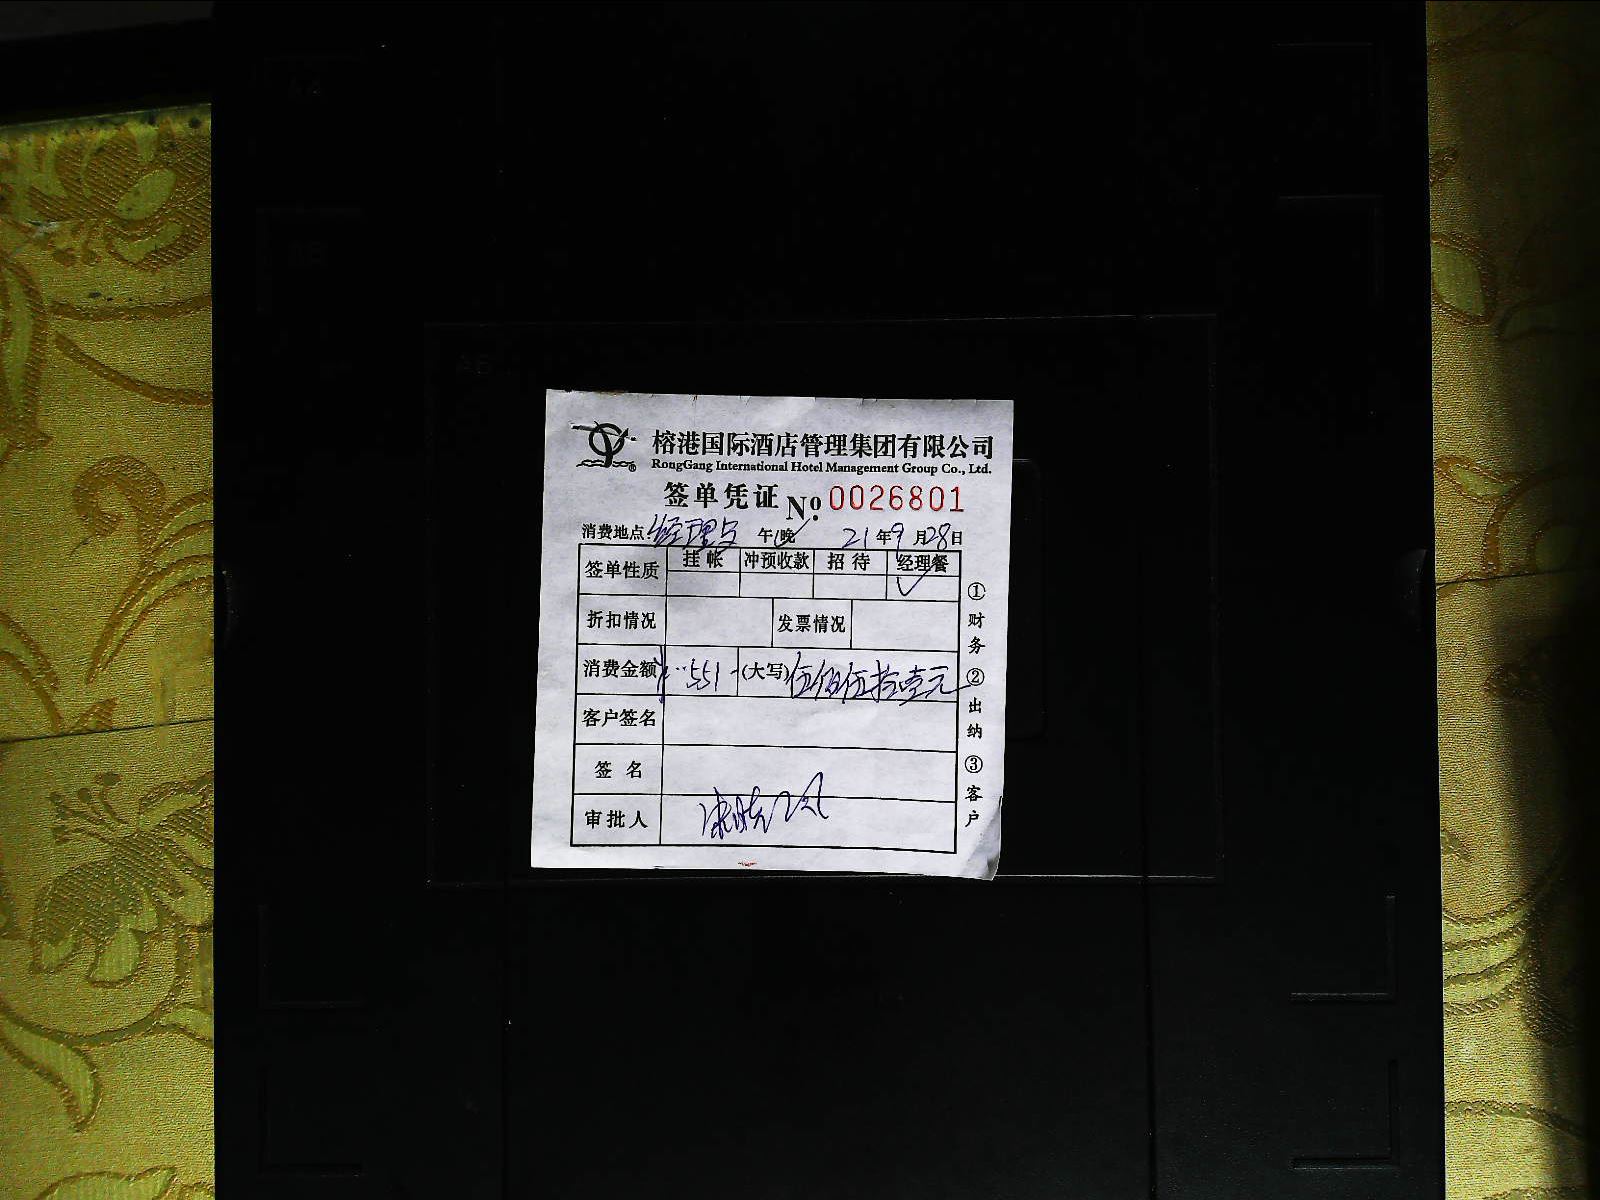 榕港国际酒店管理集团有限公司
RongGang International Hotel Management Group Co., Ltd.
签单凭证 №. 0026801
消费地点: 经理 午/晚 21年9月28日
签单性质 挂帐 冲预收款 招待 经理餐
✓
折扣情况 发票情况
消费金额 551 (大写) 伍佰伍拾壹元
客户签名
签名
审批人
①财务 ②出纳 ③客户